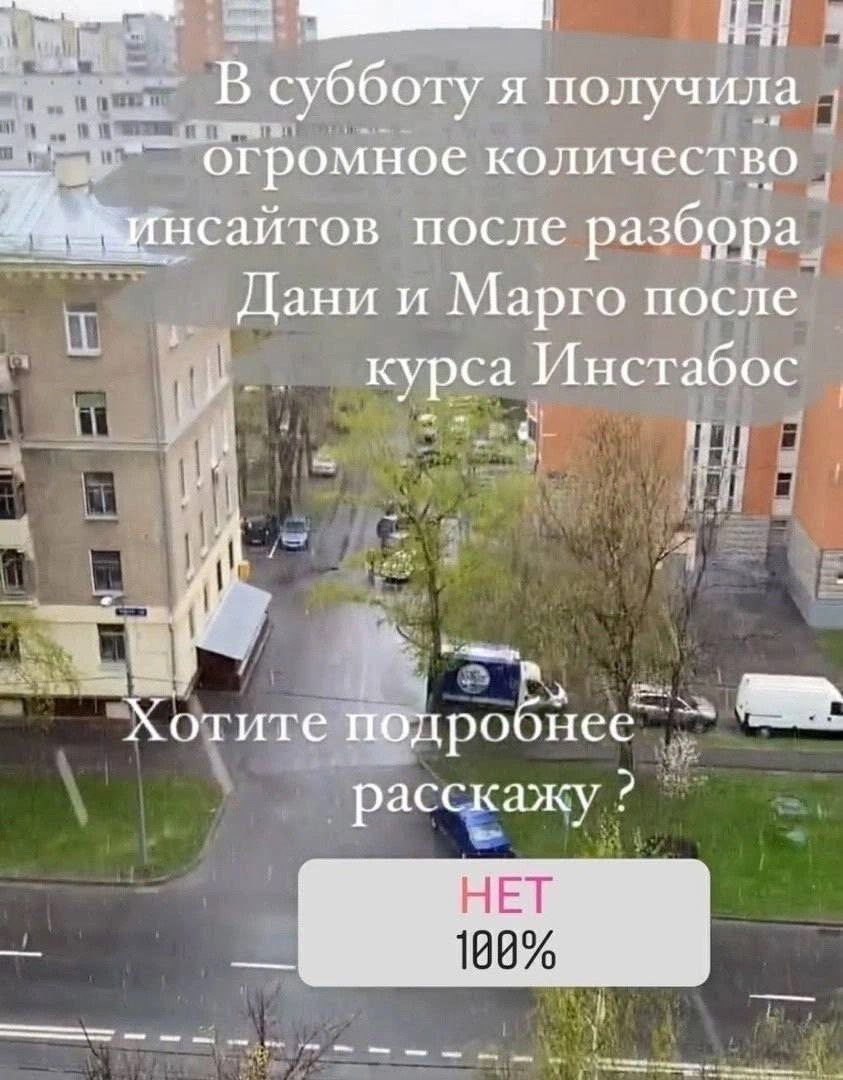 В субботу я получила
огромное количество
инсайтов после разбора
Дани и Марго после
курса Инстабос
Хотите подробнее
расскажу ?
НЕТ
100%